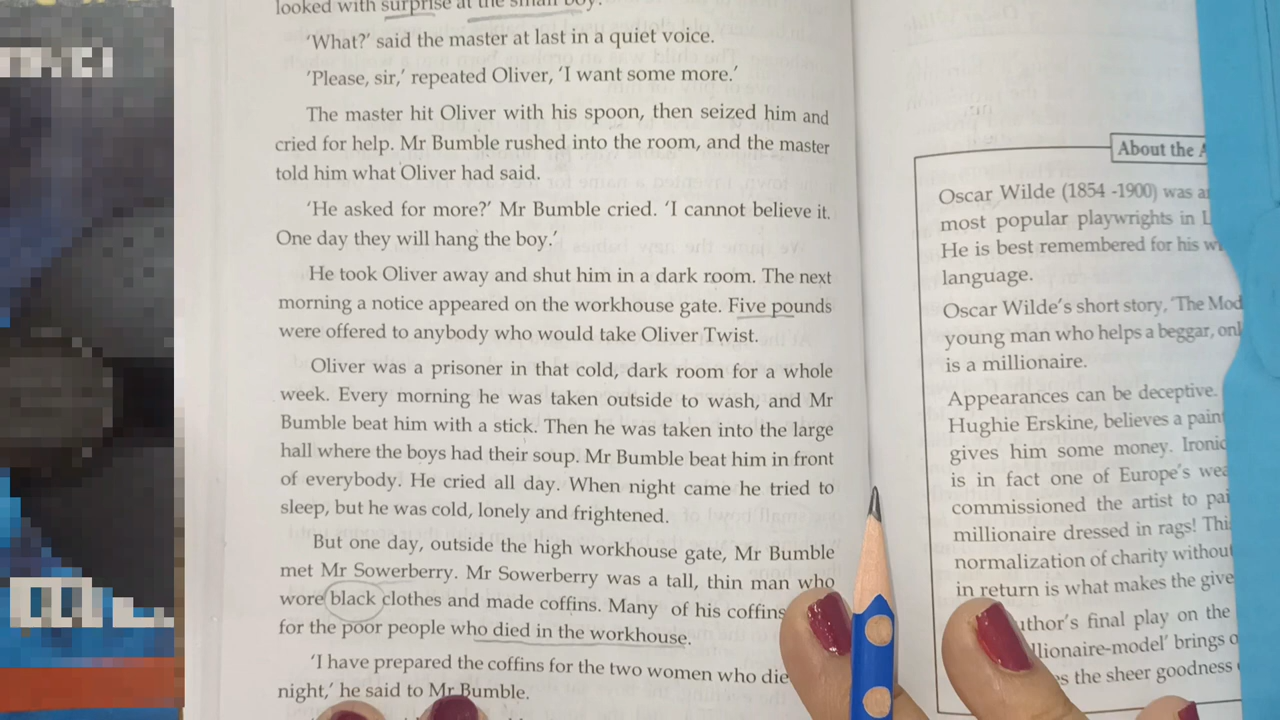 looked with surprise at the small boy.
'What?' said the master at last in a quiet voice.
'Please, sir,' repeated Oliver, 'I want some more.'
The master hit Oliver with his spoon, then seized him and
cried for help. Mr Bumble rushed into the room, and the master
told him what Oliver had said.
'He asked for more?' Mr Bumble cried. 'I cannot believe it.
One day they will hang the boy.'
He took Oliver away and shut him in a dark room. The next
morning a notice appeared on the workhouse gate. Five pounds
were offered to anybody who would take Oliver Twist.
Oliver was a prisoner in that cold, dark room for a whole
week. Every morning he was taken outside to wash, and Mr
Bumble beat him with a stick. Then he was taken into the large
hall where the boys had their soup. Mr Bumble beat him in front
of everybody. He cried all day. When night came he tried to
sleep, but he was cold, lonely and frightened.
But one day, outside the high workhouse gate, Mr Bumble
met Mr Sowerberry. Mr Sowerberry was a tall, thin man who
wore black clothes and made coffins. Many of his coffins
for the poor people who died in the workhouse.
'I have prepared the coffins for the two women who die
night,' he said to Mr Bumble.
About the
Oscar Wilde (1854 -1900) was
most popular playwrights in
He is best remembered for his
language.
Oscar Wilde's short story, 'The Mod
young man who helps a beggar, onl
is a millionaire.
Appearances can be deceptive.
Hughie Erskine, believes a pain
gives him some money. Ironic
is in fact one of Europe's wea
commissioned the artist to pai
millionaire dressed in rags! Thi
normalization of charity without
in return is what makes the give
uthor's final play on the
llionaire-model' brings
the sheer goodness